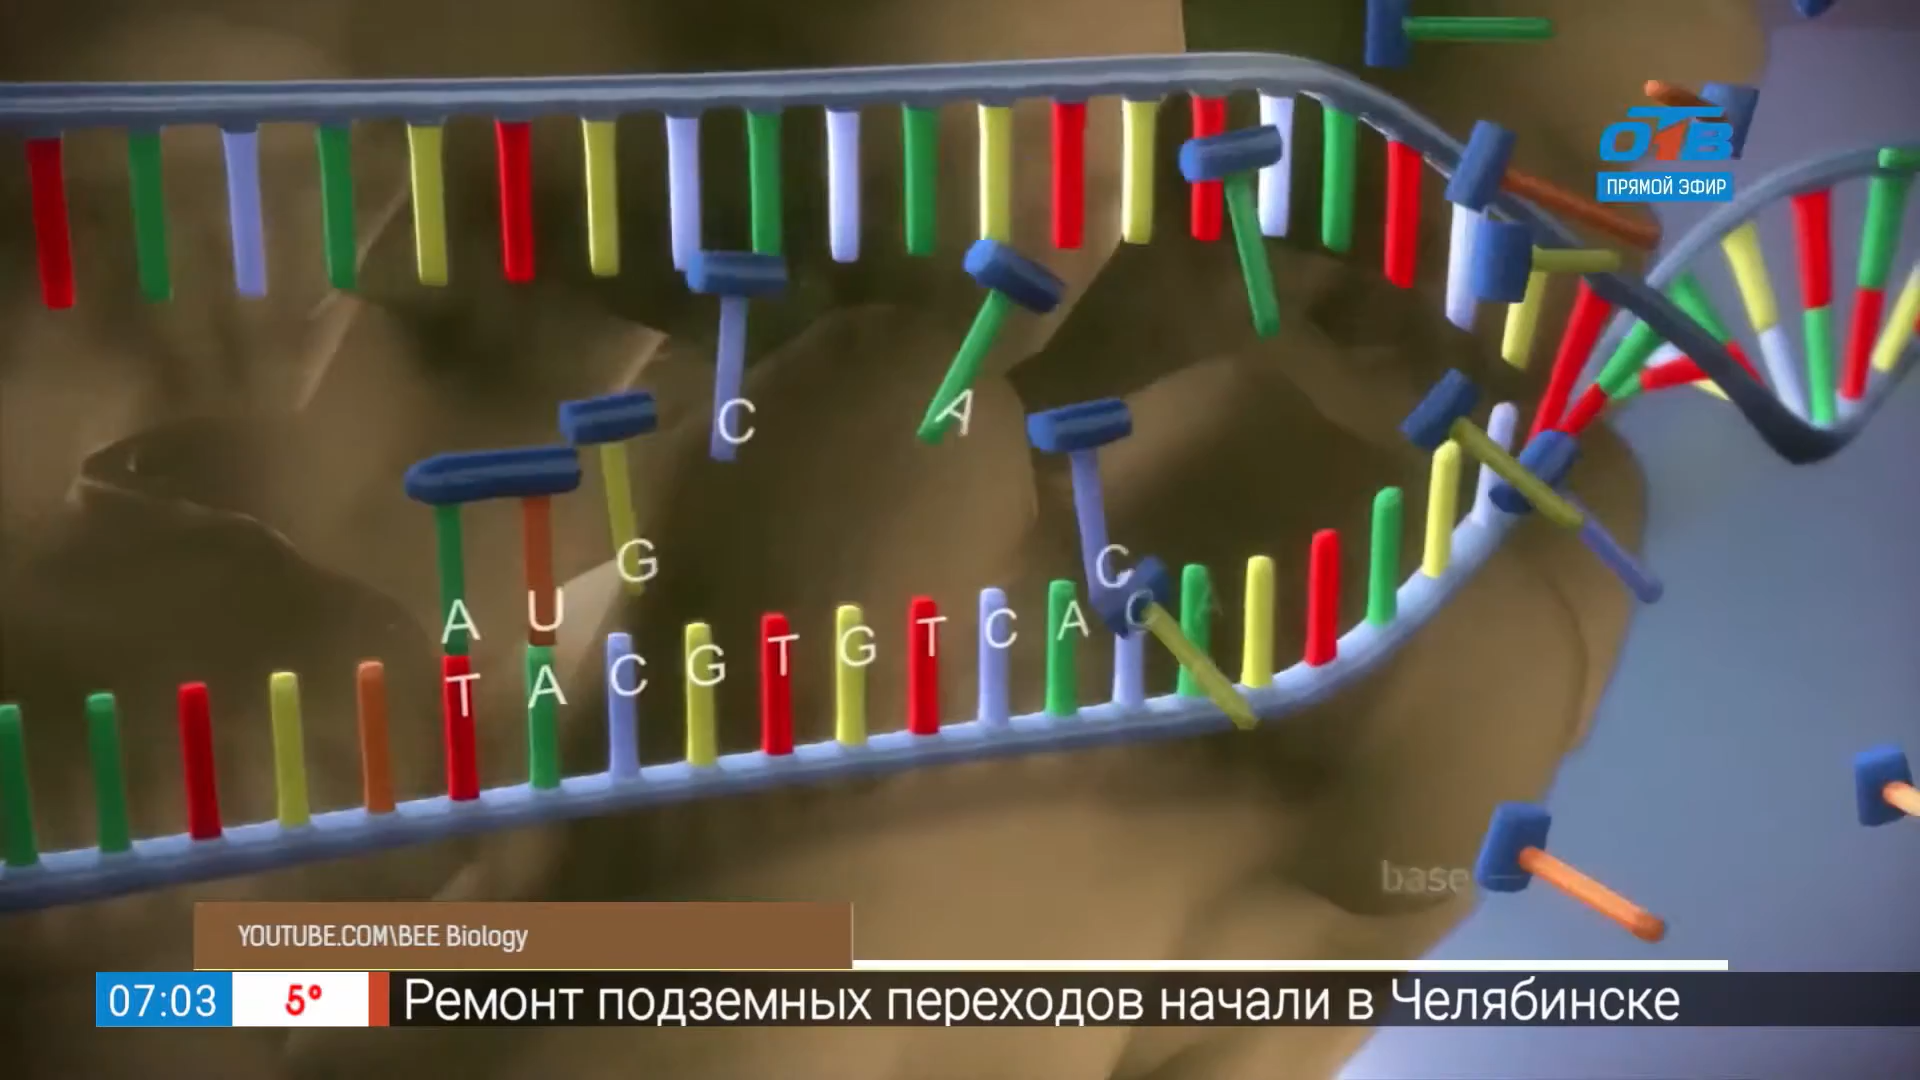 ОТВ
ПРЯМОЙ ЭФИР
C
A
G
C
A U
T A C G T G T C A C A
base
YOUTUBE.COM\BEE Biology
07:03 5° Ремонт подземных переходов начали в Челябинске